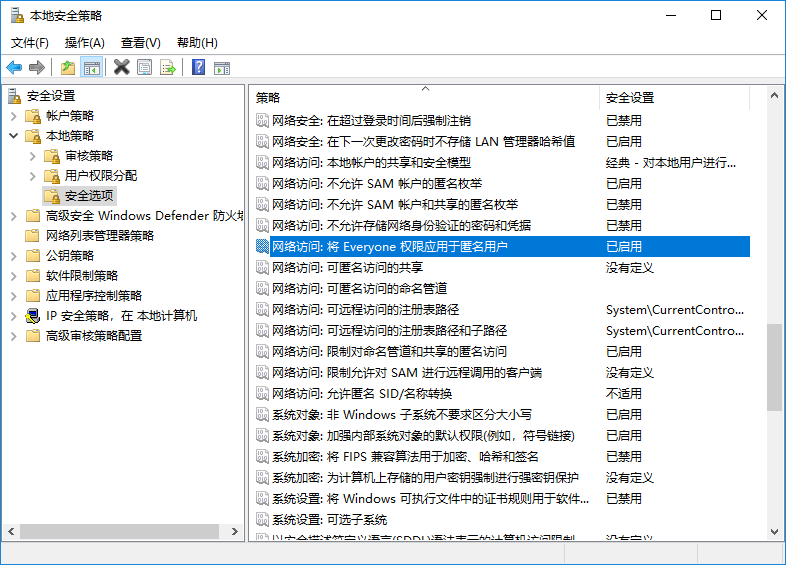 本地安全策略
文件(F) 操作(A) 查看(V) 帮助(H)
安全设置
帐户策略
本地策略
审核策略
用户权限分配
安全选项
高级安全 Windows Defender 防火墙
网络列表管理器策略
公钥策略
软件限制策略
应用程序控制策略
IP 安全策略，在 本地计算机
高级审核策略配置
策略 安全设置
网络安全: 在超过登录时间后强制注销 已禁用
网络安全: 在下一次更改密码时不存储 LAN 管理器哈希值 已启用
网络访问: 本地帐户的共享和安全模型 经典 - 对本地用户进行...
网络访问: 不允许 SAM 帐户的匿名枚举 已启用
网络访问: 不允许 SAM 帐户和共享的匿名枚举 已禁用
网络访问: 不允许存储网络身份验证的密码和凭据 已禁用
网络访问: 将 Everyone 权限应用于匿名用户 已启用
网络访问: 可匿名访问的共享 没有定义
网络访问: 可匿名访问的命名管道
网络访问: 可远程访问的注册表路径 System\CurrentContro...
网络访问: 可远程访问的注册表路径和子路径 System\CurrentContro...
网络访问: 限制对命名管道和共享的匿名访问 已启用
网络访问: 限制允许对 SAM 进行远程调用的客户端 没有定义
网络访问: 允许匿名 SID/名称转换 不适用
系统对象: 非 Windows 子系统不要求区分大小写 已启用
系统对象: 加强内部系统对象的默认权限(例如，符号链接) 已启用
系统加密: 将 FIPS 兼容算法用于加密、哈希和签名 已禁用
系统加密: 为计算机上存储的用户密钥强制进行强密钥保护 没有定义
系统设置: 将 Windows 可执行文件中的证书规则用于软件... 已禁用
系统设置: 可选子系统